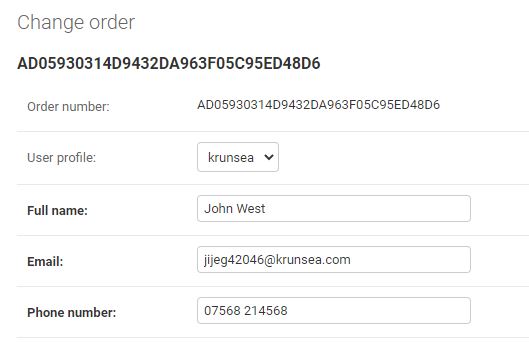 Change order
AD05930314D9432DA963F05C95ED48D6
Order number: AD05930314D9432DA963F05C95ED48D6
User profile: krunsea
Full name: John West
Email: jijeg42046@krunsea.com
Phone number: 07568 214568